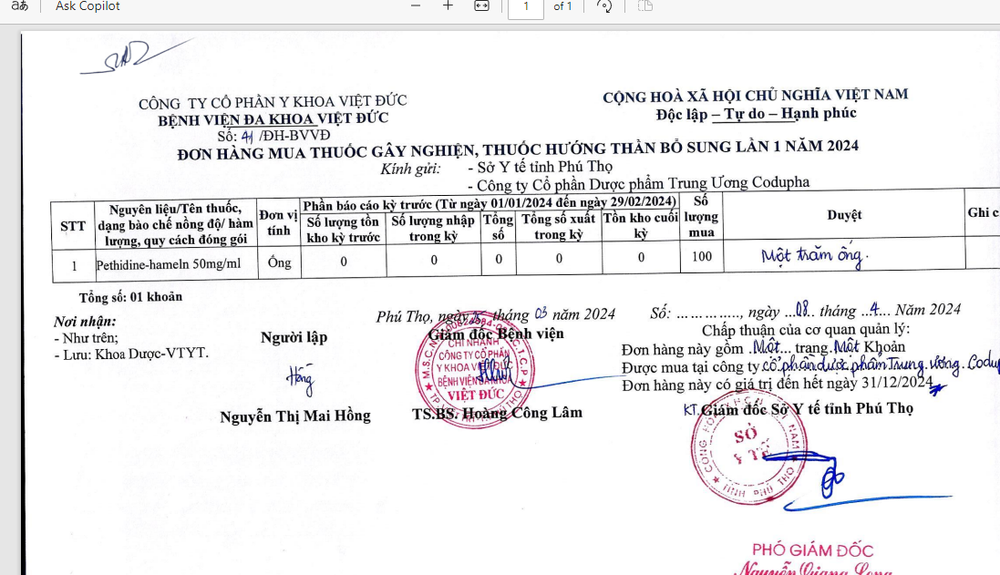 aあ Ask Copilot 1 of 1
CÔNG TY CỔ PHẦN Y KHOA VIỆT ĐỨC
BỆNH VIỆN ĐA KHOA VIỆT ĐỨC
Số: 41 /ĐH-BVVĐ
CỘNG HOÀ XÃ HỘI CHỦ NGHĨA VIỆT NAM
Độc lập – Tự do – Hạnh phúc
ĐƠN HÀNG MUA THUỐC GÂY NGHIỆN, THUỐC HƯỚNG THẦN BỔ SUNG LẦN 1 NĂM 2024
Kính gửi: - Sở Y tế tỉnh Phú Thọ
- Công ty Cổ phần Dược phẩm Trung Ương Codupha
STT
Nguyên liệu/Tên thuốc,
dạng bào chế nồng độ/ hàm
lượng, quy cách đóng gói
Đơn vị
tính
Phần báo cáo kỳ trước (Từ ngày 01/01/2024 đến ngày 29/02/2024)
Số lượng tồn
kho kỳ trước
Số lượng nhập
trong kỳ
Tổng
số
Tổng số xuất
trong kỳ
Tồn kho cuối
kỳ
Số
lượng
mua
Duyệt
Ghi c
1 Pethidine-hameln 50mg/ml Ống 0 0 0 0 0 100 Một trăm ống.
Tổng số: 01 khoản
Nơi nhận:
- Như trên;
- Lưu: Khoa Dược-VTYT.
Người lập
Hồng
Nguyễn Thị Mai Hồng
Phú Thọ, ngày tháng 03 năm 2024
Giám đốc Bệnh viện
CHI NHÁNH
CÔNG TY CỔ PHẦN
Y KHOA VIỆT ĐỨC
BỆNH VIỆN ĐA KHOA
VIỆT ĐỨC
TS.BS. Hoàng Công Lâm
Số: ……………, ngày ...08.. tháng ..4... Năm 2024
Chấp thuận của cơ quan quản lý:
Đơn hàng này gồm .Một... trang.Một Khoản
Được mua tại công ty cổ phần dược phẩm Trung. ương. Codup
Đơn hàng này có giá trị đến hết ngày 31/12/2024
KT.Giám đốc Sở Y tế tỉnh Phú Thọ
SỞ
Y TẾ
TỈNH PHÚ THỌ
PHÓ GIÁM ĐỐC
Nguyễn Quang